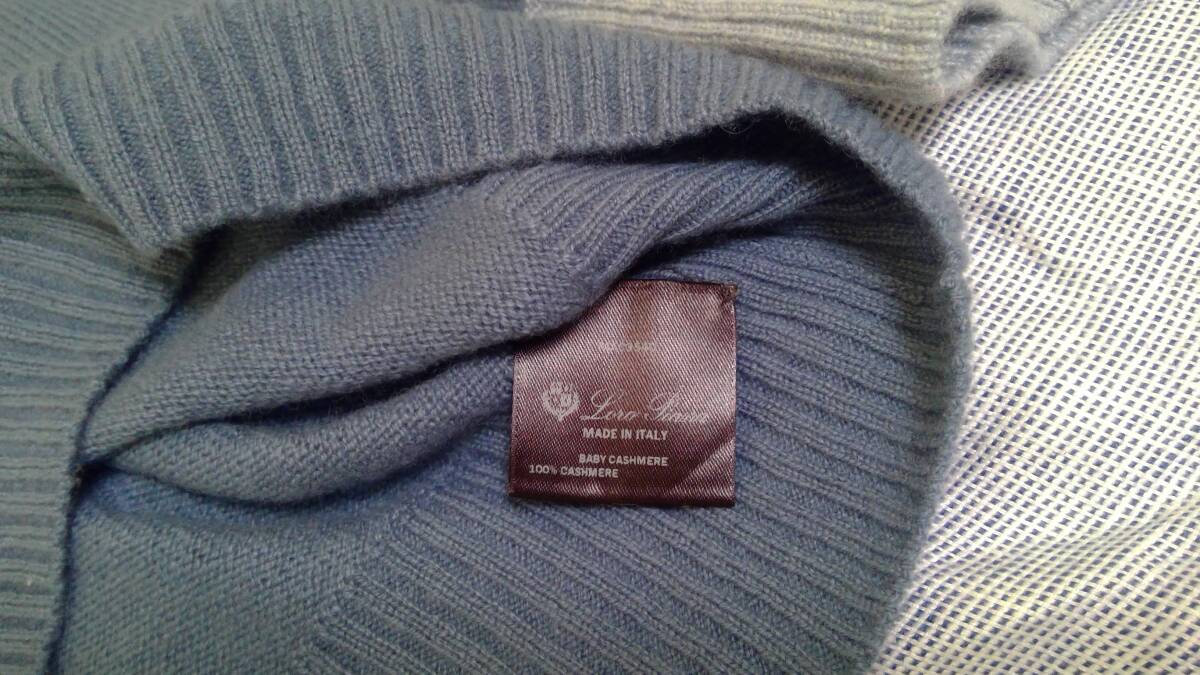 Loro Piana
MADE IN ITALY
BABY CASHMERE
100% CASHMERE